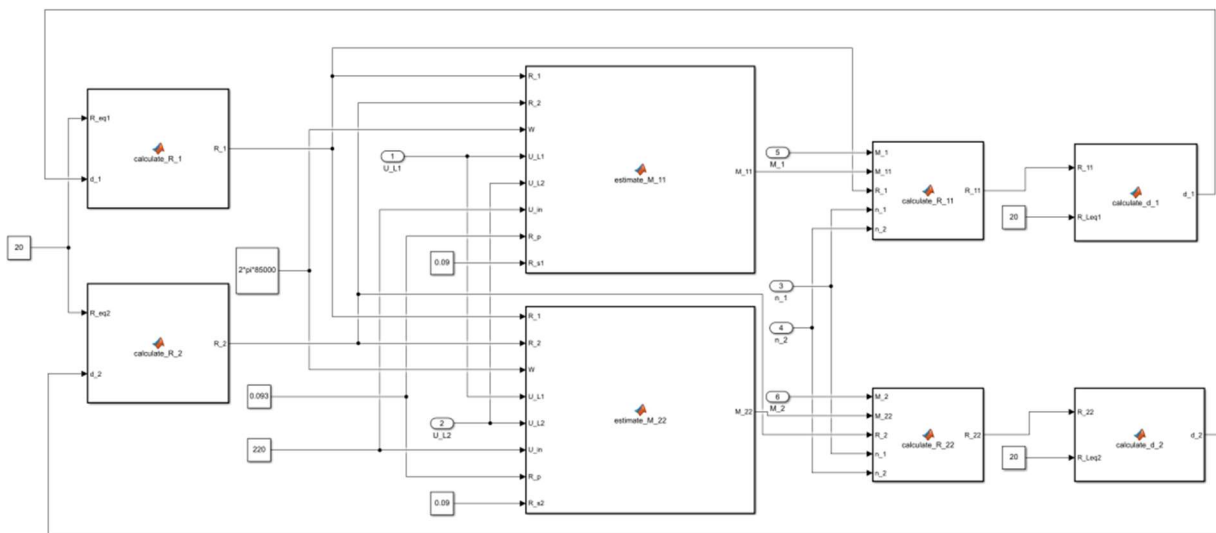 R_eq1
d_1
calculate_R_1
R_1
20
R_eq2
d_2
calculate_R_2
R_2
2*pi*85000
0.093
220
1
U_L1
2
U_L2
0.09
0.09
R_1
R_2
W
U_L1
U_L2
U_in
R_p
R_s1
estimate_M_11
M_11
R_1
R_2
W
U_L1
U_L2
U_in
R_p
R_s2
estimate_M_22
M_22
5
M_1
3
n_1
4
n_2
6
M_2
M_1
M_11
R_1
n_1
n_2
calculate_R_11
R_11
M_2
M_22
R_2
n_1
n_2
calculate_R_22
R_22
20
R_11
R_Leq1
calculate_d_1
d_1
20
R_22
R_Leq2
calculate_d_2
d_2